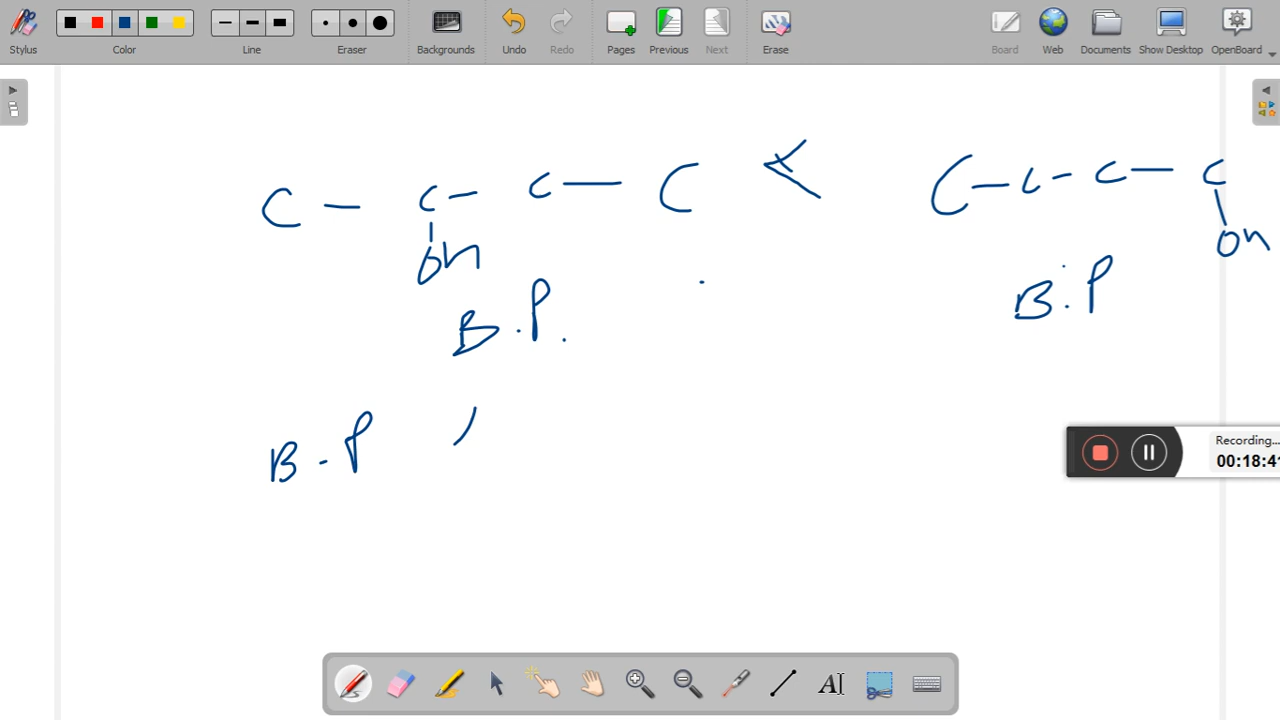 Stylus Color Line Eraser Backgrounds Undo Redo Pages Previous Next Erase Board Web Documents Show Desktop OpenBoard
C - C - C - C < C - C - C - C
OH OH
B.P. B.P
B.P
Recording...
00:18:41